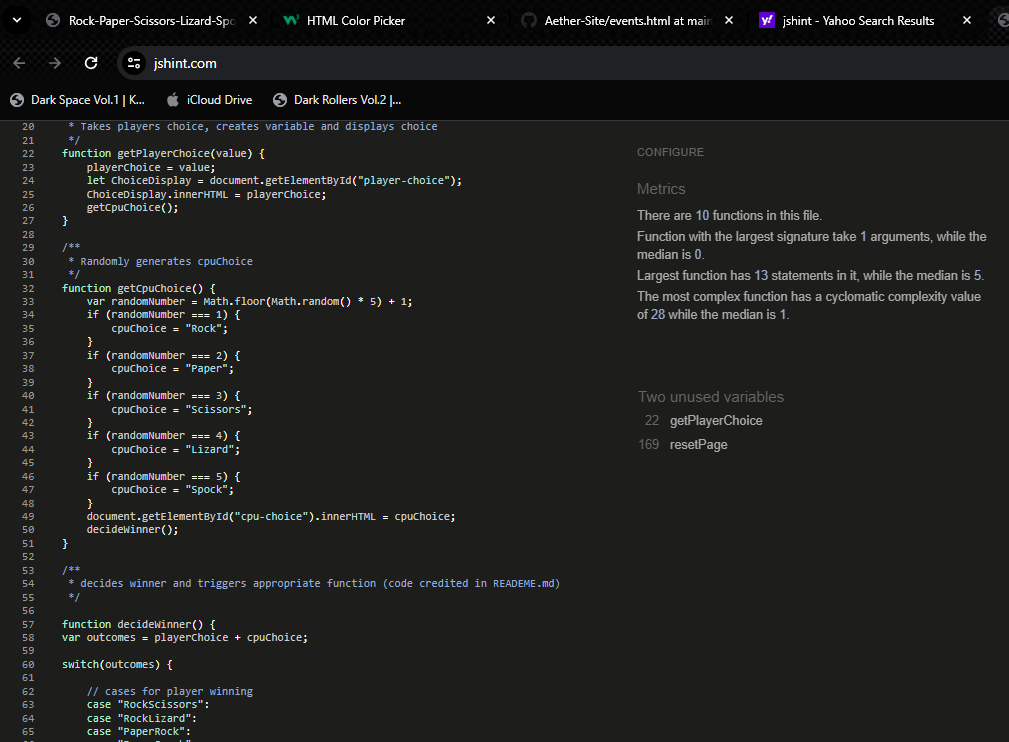 Rock-Paper-Scissors-Lizard-Spo
HTML Color Picker
Aether-Site/events.html at main
y! jshint - Yahoo Search Results
jshint.com
Dark Space Vol.1 | K...
iCloud Drive
Dark Rollers Vol.2 |...
20 * Takes players choice, creates variable and displays choice
21 */
22 function getPlayerChoice(value) {
23 playerChoice = value;
24 let ChoiceDisplay = document.getElementById("player-choice");
25 ChoiceDisplay.innerHTML = playerChoice;
26 getCpuChoice();
27 }
28
29 /**
30 * Randomly generates cpuChoice
31 */
32 function getCpuChoice() {
33 var randomNumber = Math.floor(Math.random() * 5) + 1;
34 if (randomNumber === 1) {
35 cpuChoice = "Rock";
36 }
37 if (randomNumber === 2) {
38 cpuChoice = "Paper";
39 }
40 if (randomNumber === 3) {
41 cpuChoice = "Scissors";
42 }
43 if (randomNumber === 4) {
44 cpuChoice = "Lizard";
45 }
46 if (randomNumber === 5) {
47 cpuChoice = "Spock";
48 }
49 document.getElementById("cpu-choice").innerHTML = cpuChoice;
50 decideWinner();
51 }
52
53 /**
54 * decides winner and triggers appropriate function (code credited in READEME.md)
55 */
56
57 function decideWinner() {
58 var outcomes = playerChoice + cpuChoice;
59
60 switch(outcomes) {
61
62 // cases for player winning
63 case "RockScissors":
64 case "RockLizard":
65 case "PaperRock":
CONFIGURE
Metrics
There are 10 functions in this file.
Function with the largest signature take 1 arguments, while the
median is 0.
Largest function has 13 statements in it, while the median is 5.
The most complex function has a cyclomatic complexity value
of 28 while the median is 1.
Two unused variables
22 getPlayerChoice
169 resetPage